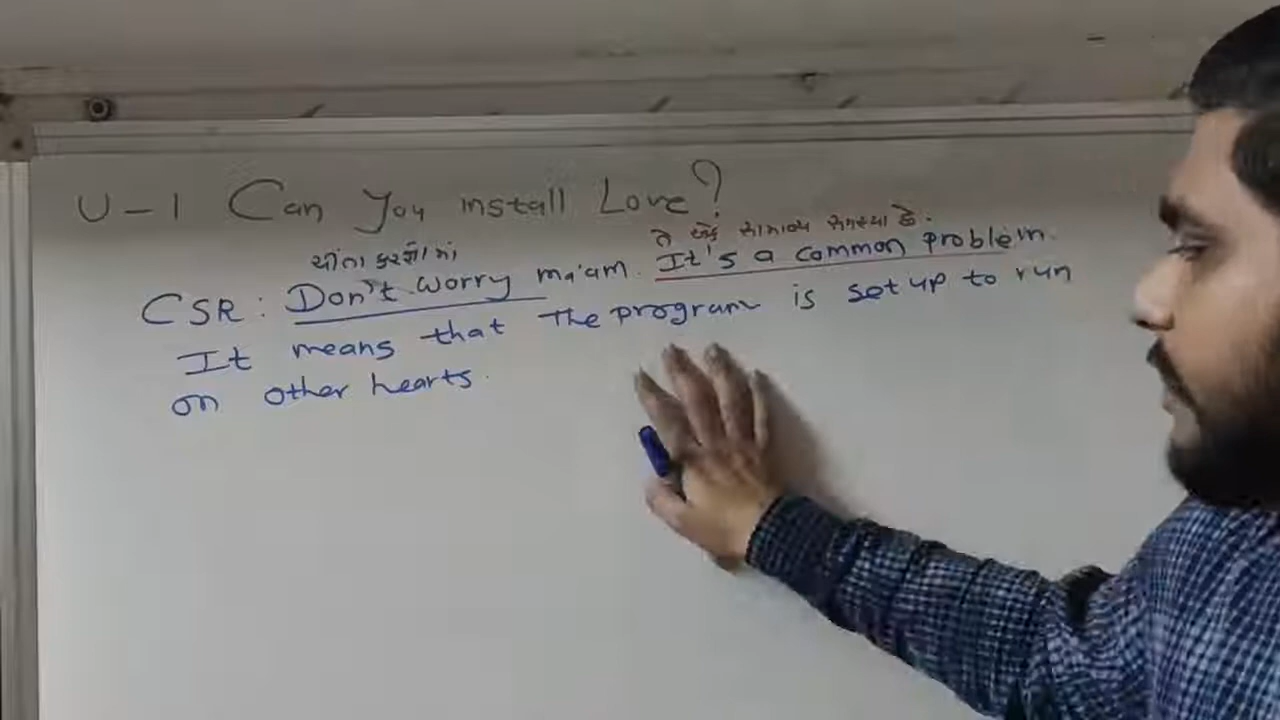 U-1 Can You install Love?
ચીંતા કરશો માં
તે એક સામાન્ય સમસ્યા છે.
CSR: Don't worry ma'am. It's a common problem.
It means that The program is set up to run
on other hearts.